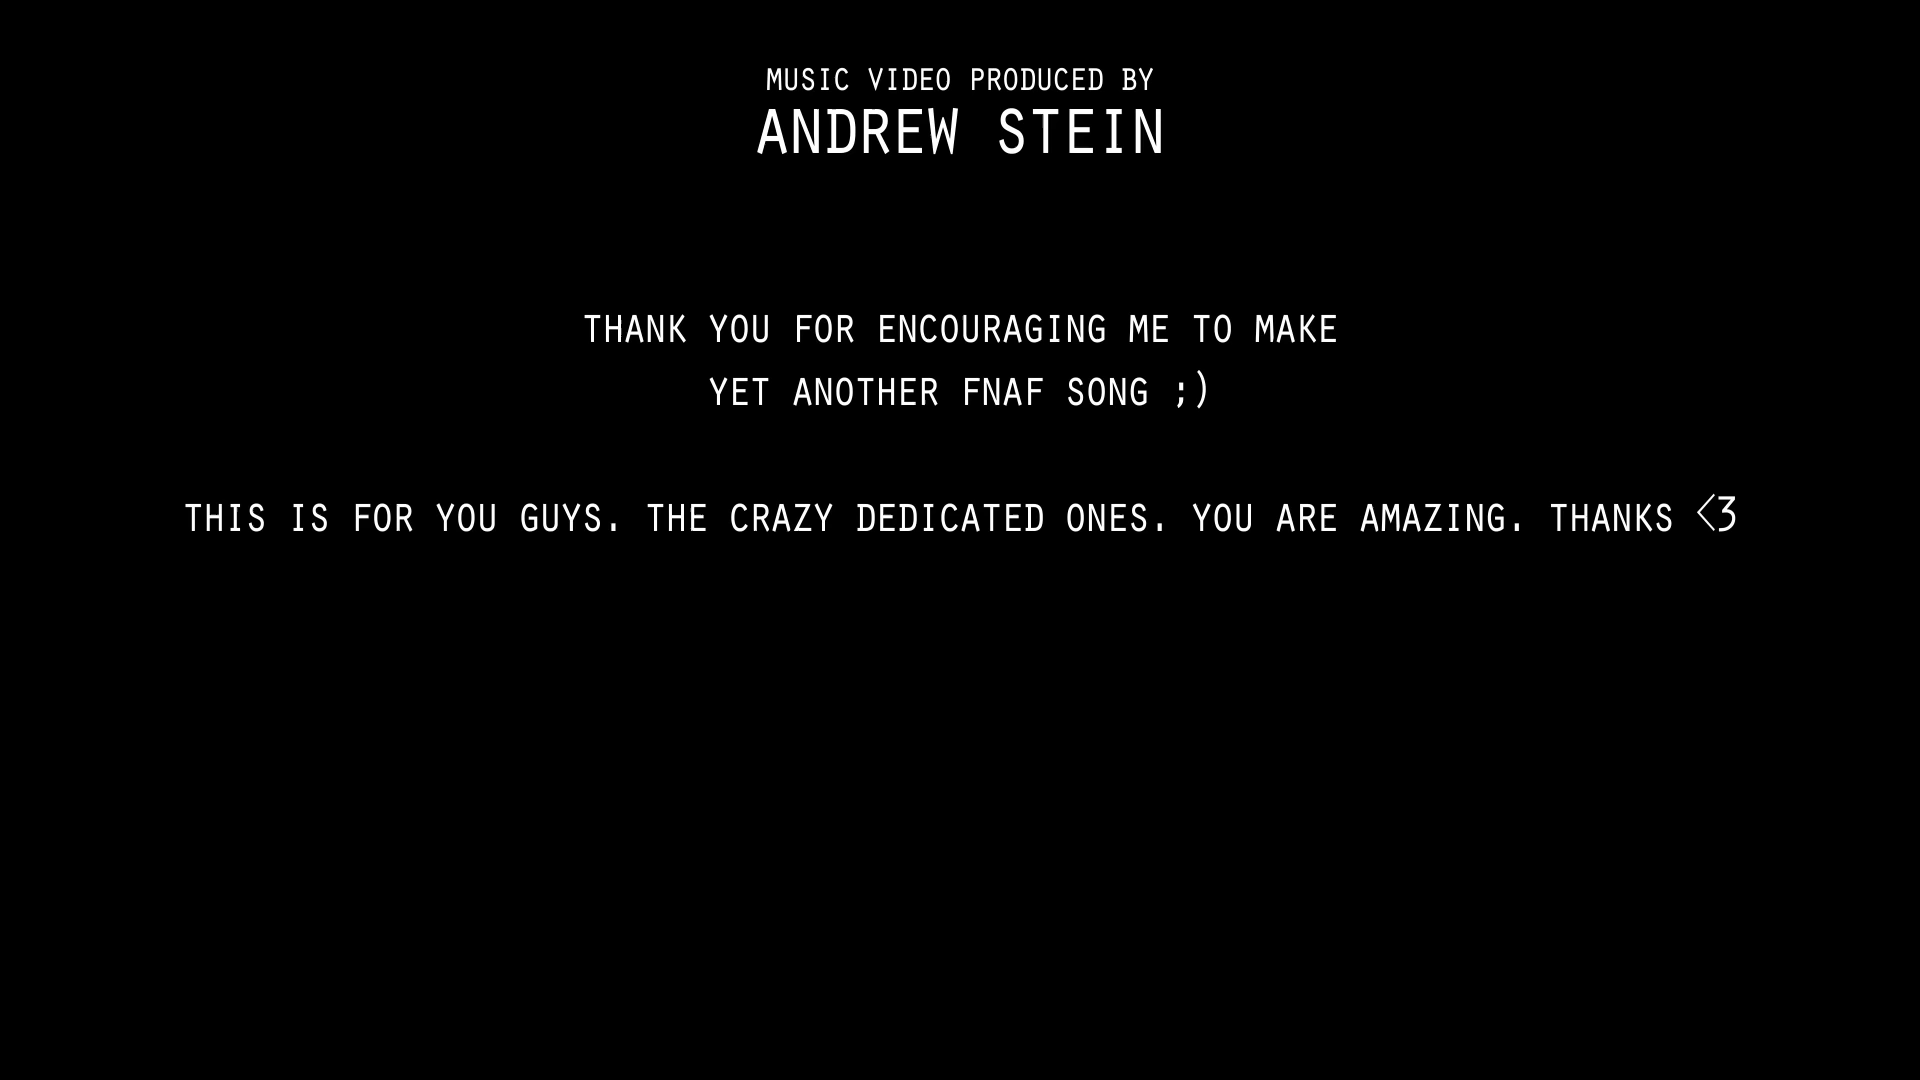 MUSIC VIDEO PRODUCED BY
ANDREW STEIN
THANK YOU FOR ENCOURAGING ME TO MAKE
YET ANOTHER FNAF SONG ;)
THIS IS FOR YOU GUYS. THE CRAZY DEDICATED ONES. YOU ARE AMAZING. THANKS <3